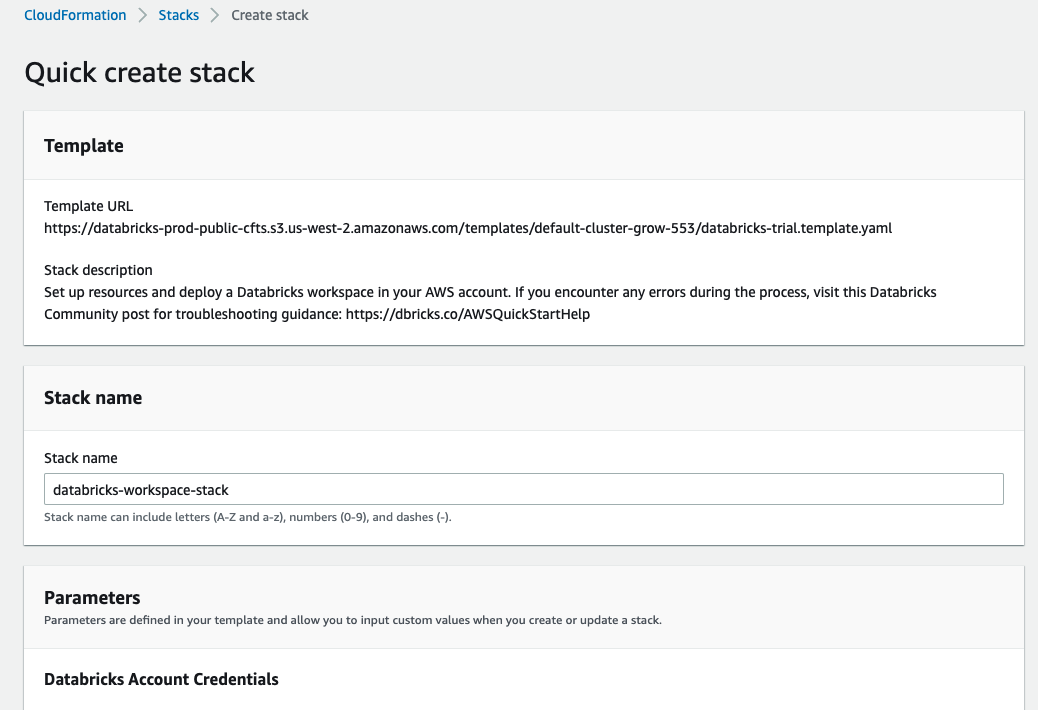 CloudFormation > Stacks > Create stack
Quick create stack
Template
Template URL
https://databricks-prod-public-cfts.s3.us-west-2.amazonaws.com/templates/default-cluster-grow-553/databricks-trial.template.yaml
Stack description
Set up resources and deploy a Databricks workspace in your AWS account. If you encounter any errors during the process, visit this Databricks
Community post for troubleshooting guidance: https://dbricks.co/AWSQuickStartHelp
Stack name
Stack name
databricks-workspace-stack
Stack name can include letters (A-Z and a-z), numbers (0-9), and dashes (-).
Parameters
Parameters are defined in your template and allow you to input custom values when you create or update a stack.
Databricks Account Credentials